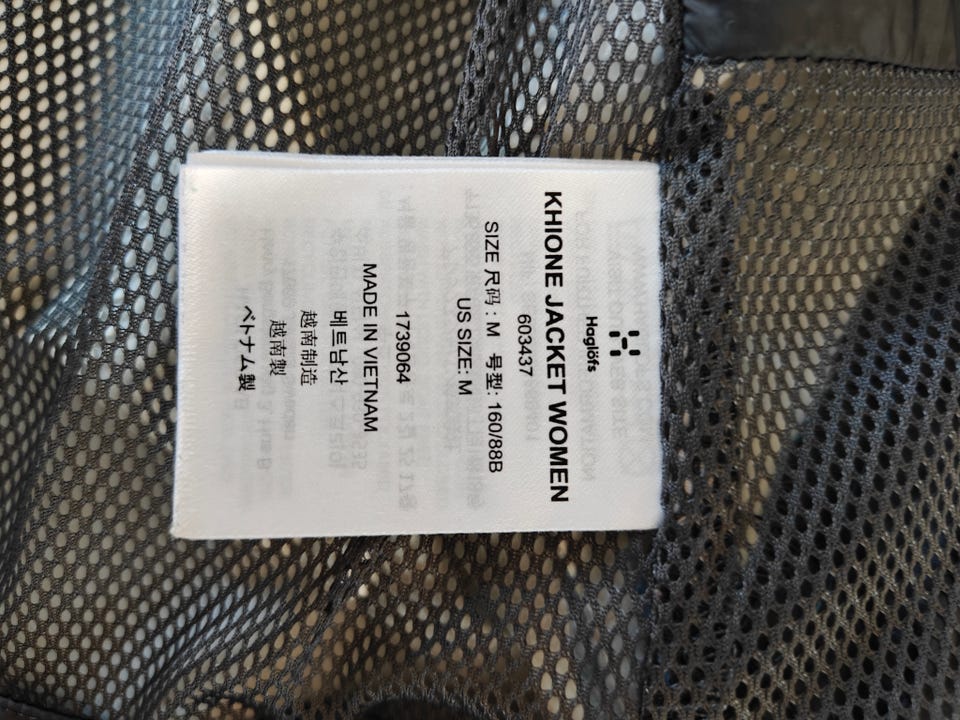 Haglöfs
KHIONE JACKET WOMEN
603437
SIZE 尺码 : M 号型: 160/88B
US SIZE: M
1739064
MADE IN VIETNAM
베트남산
越南制造
越南製
ベトナム製